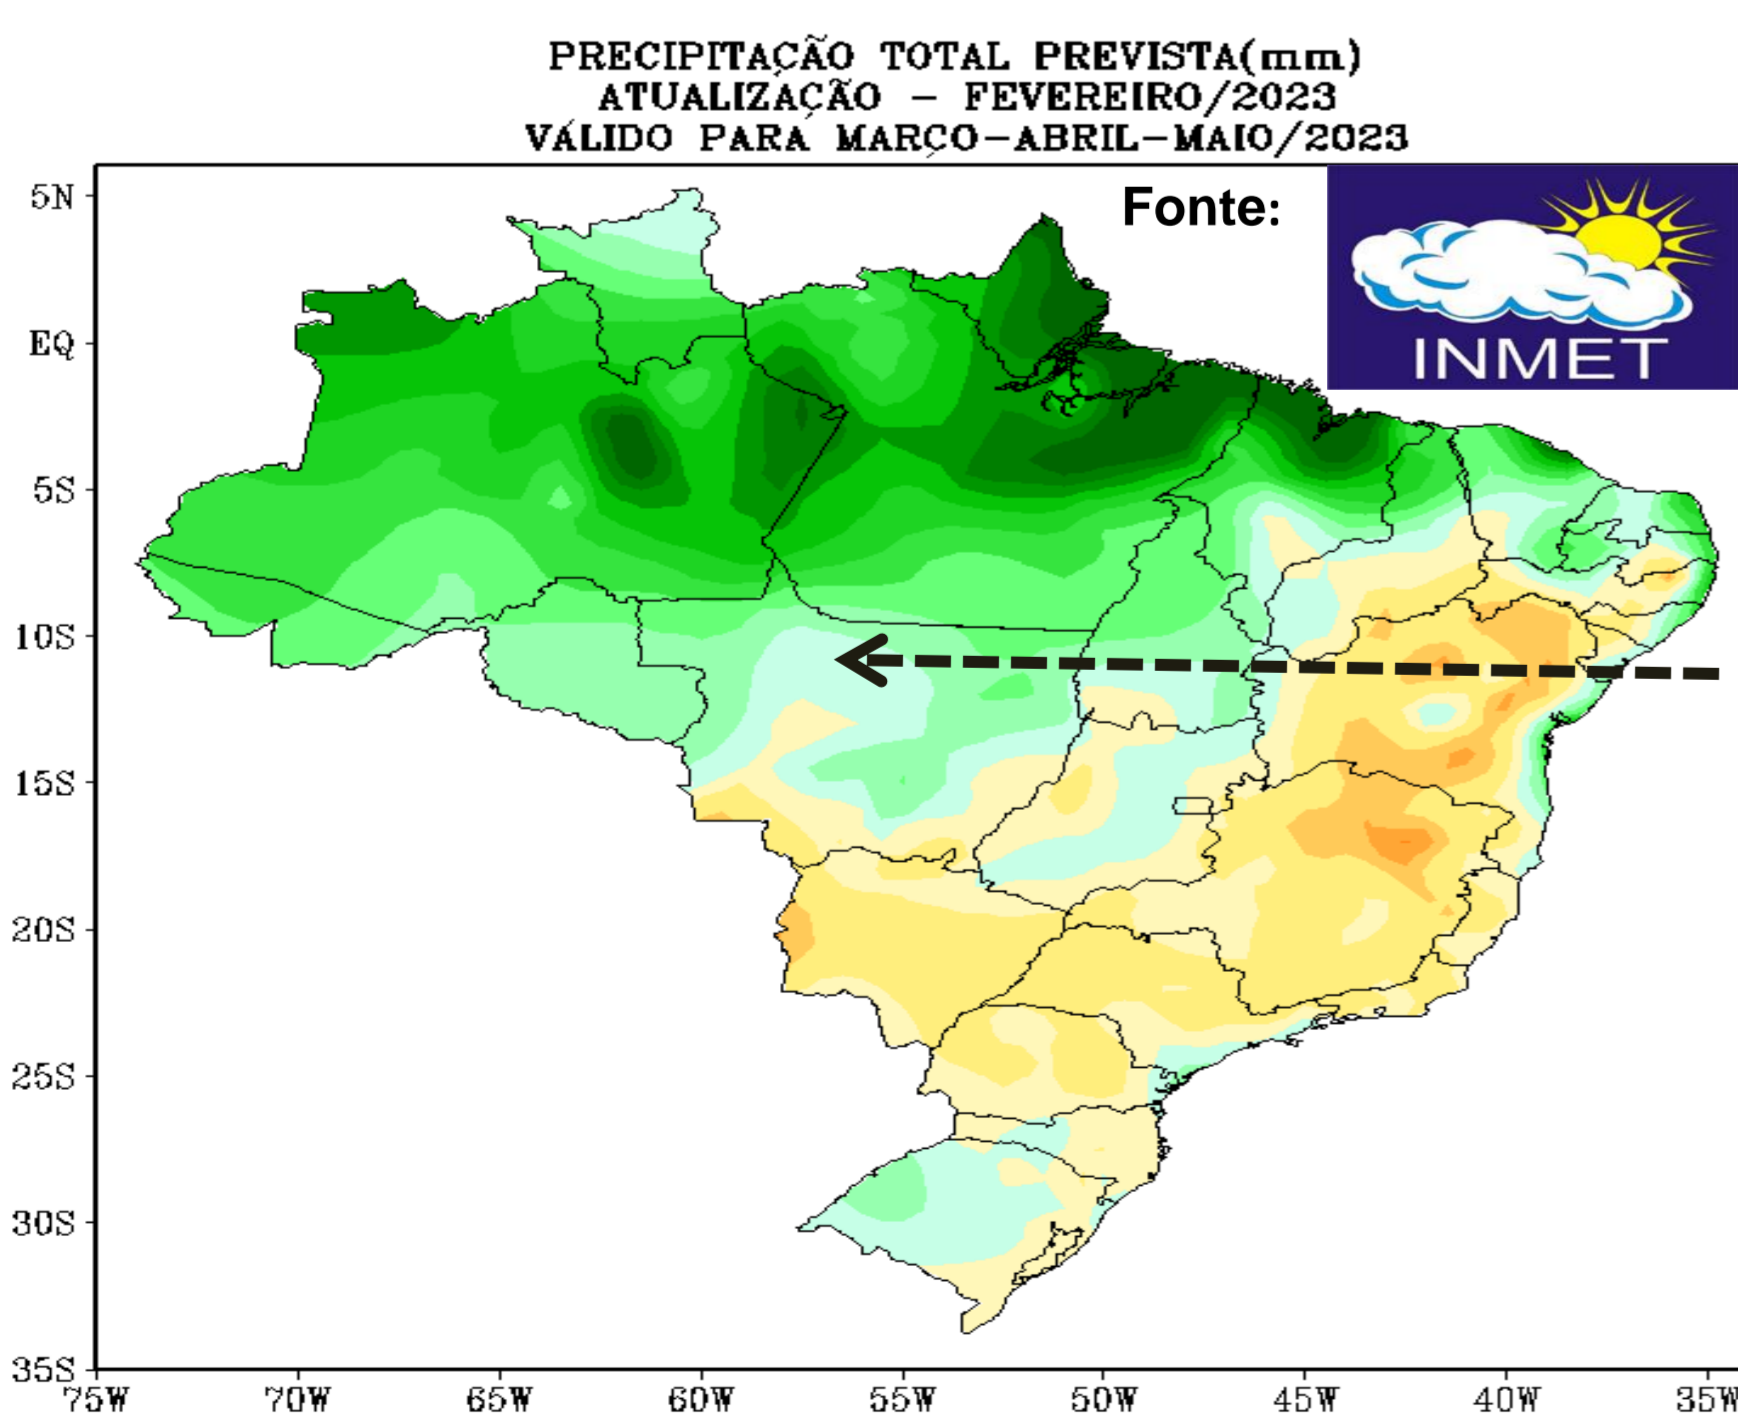 PRECIPITAÇÃO TOTAL PREVISTA(mm)
ATUALIZAÇÃO – FEVEREIRO/2023
VÁLIDO PARA MARÇO–ABRIL–MAIO/2023
Fonte:
INMET
5N
EQ
5S
10S
15S
20S
25S
30S
35S
75W 70W 65W 60W 55W 50W 45W 40W 35W